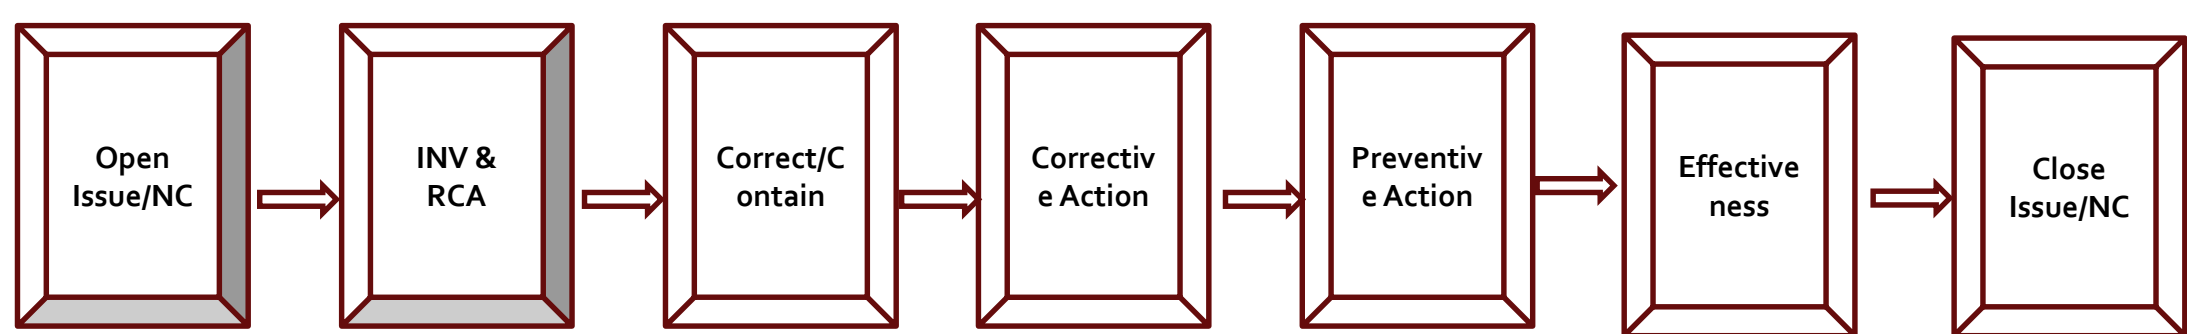 Open
Issue/NC
INV &
RCA
Correct/C
ontain
Correctiv
e Action
Preventiv
e Action
Effective
ness
Close
Issue/NC